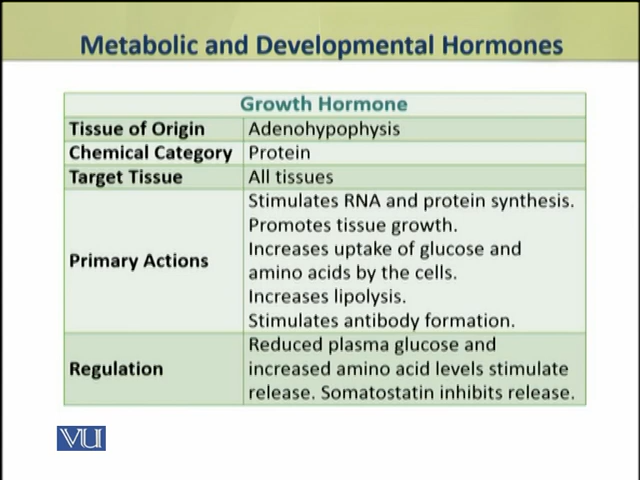 Metabolic and Developmental Hormones
Growth Hormone
Tissue of Origin Adenohypophysis
Chemical Category Protein
Target Tissue All tissues
Primary Actions
Stimulates RNA and protein synthesis.
Promotes tissue growth.
Increases uptake of glucose and
amino acids by the cells.
Increases lipolysis.
Stimulates antibody formation.
Regulation
Reduced plasma glucose and
increased amino acid levels stimulate
release. Somatostatin inhibits release.
VU